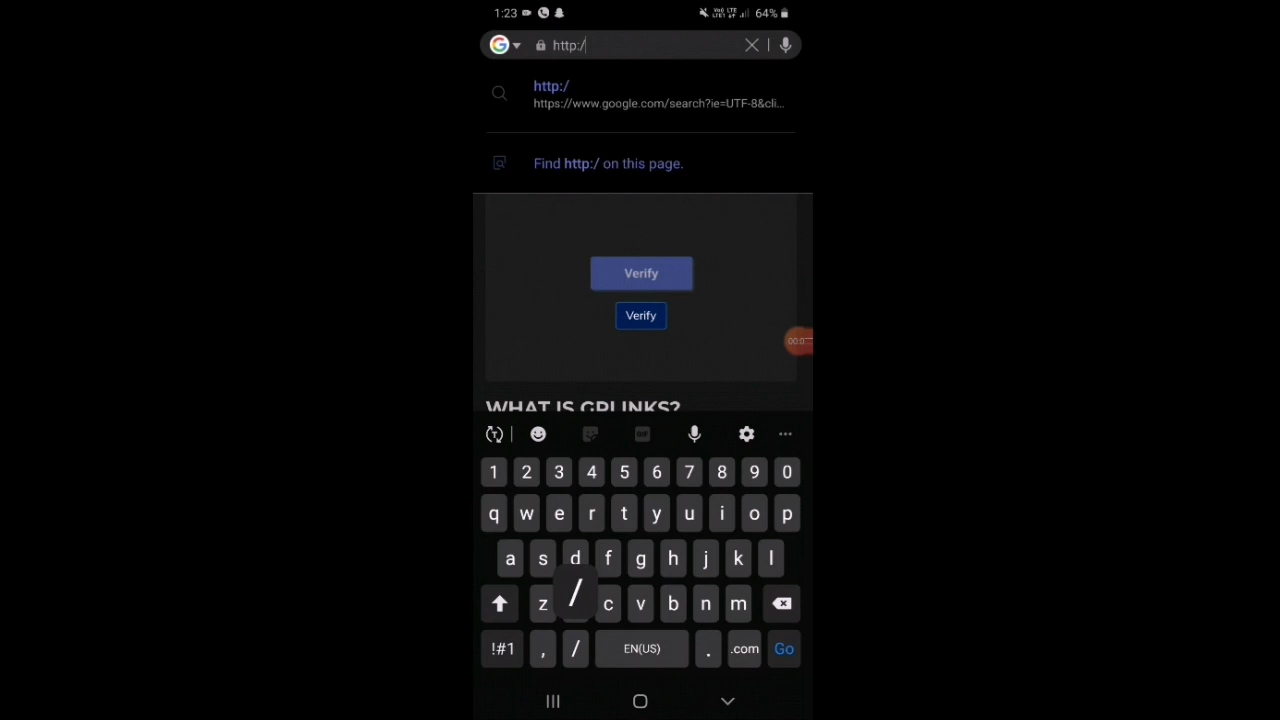 1:23 64%
http:/
http:/
https://www.google.com/search?ie=UTF-8&cli...
Find http:/ on this page.
Verify
Verify
WHAT IS GPLINKS?
GIF
1 2 3 4 5 6 7 8 9 0
q w e r t y u i o p
a s d f g h j k l
/
z c v b n m
!#1 , / EN(US) . .com Go